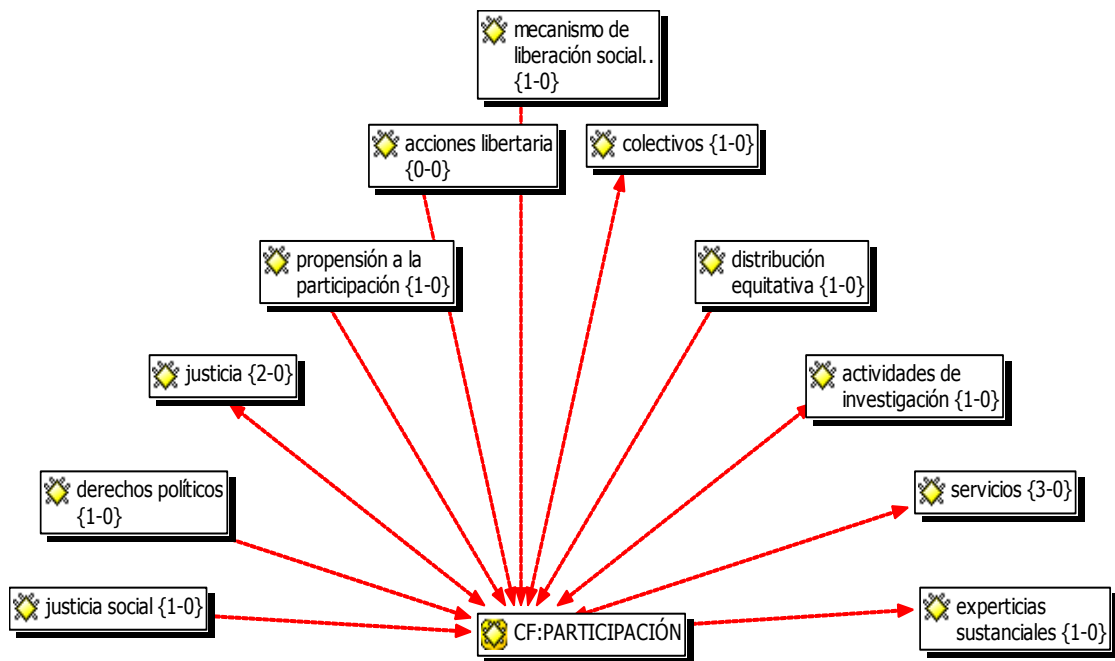 mecanismo de
liberación social..
{1-0}
acciones libertaria
{0-0}
colectivos {1-0}
propensión a la
participación {1-0}
distribución
equitativa {1-0}
justicia {2-0}
actividades de
investigación {1-0}
derechos políticos
{1-0}
servicios {3-0}
justicia social {1-0}
CF:PARTICIPACIÓN
experticias
sustanciales {1-0}